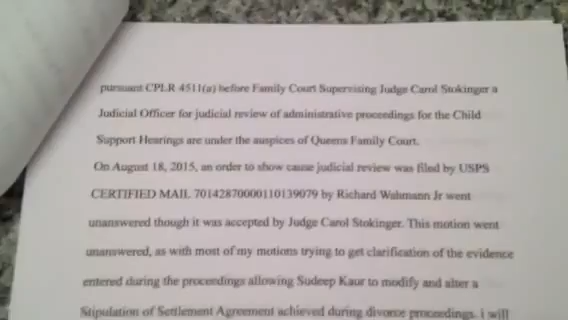 pursuant CPLR 4511(a) before Family Court Supervising Judge Carol Stokinger a
Judicial Officer for judicial review of administrative proceedings for the Child
Support Hearings are under the auspices of Queens Family Court.
On August 18, 2015, an order to show cause judicial review was filed by USPS
CERTIFIED MAIL 70142870000110139079 by Richard Wahmann Jr went
unanswered though it was accepted by Judge Carol Stokinger. This motion went
unanswered, as with most of my motions trying to get clarification of the evidence
entered during the proceedings allowing Sudeep Kaur to modify and alter a
Stipulation of Settlement Agreement achieved during divorce proceedings. i will